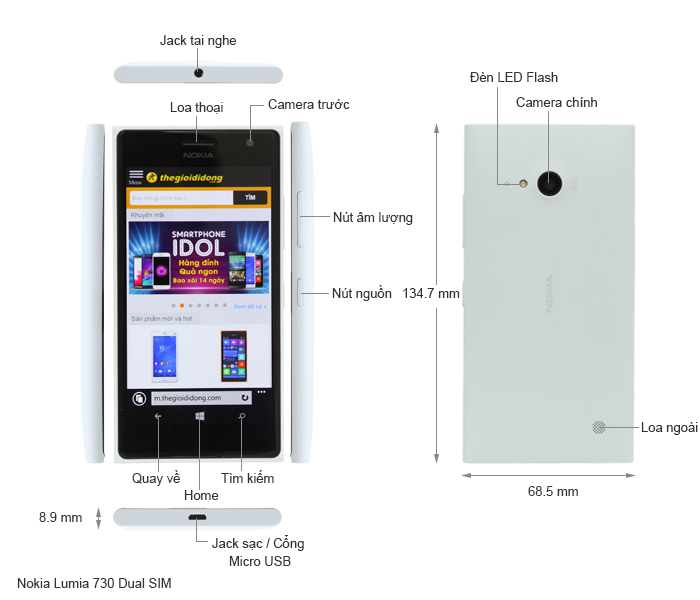 Jack tai nghe
Đèn LED Flash
Loa thoại
Camera trước
Camera chính
NOKIA
Menu
thegioididong
Bạn tìm gì hôm nay?
TÌM
Khuyến mãi
SMARTPHONE
IDOL
Hàng đỉnh
Quà ngon
Bao xài 14 ngày
Xem tất cả »
Sản phẩm mới và hot
m.thegioididong.com
Nút âm lượng
Nút nguồn
134.7 mm
NOKIA
Loa ngoài
Quay về
Home
Tìm kiếm
68.5 mm
8.9 mm
Jack sạc / Cổng
Micro USB
Nokia Lumia 730 Dual SIM